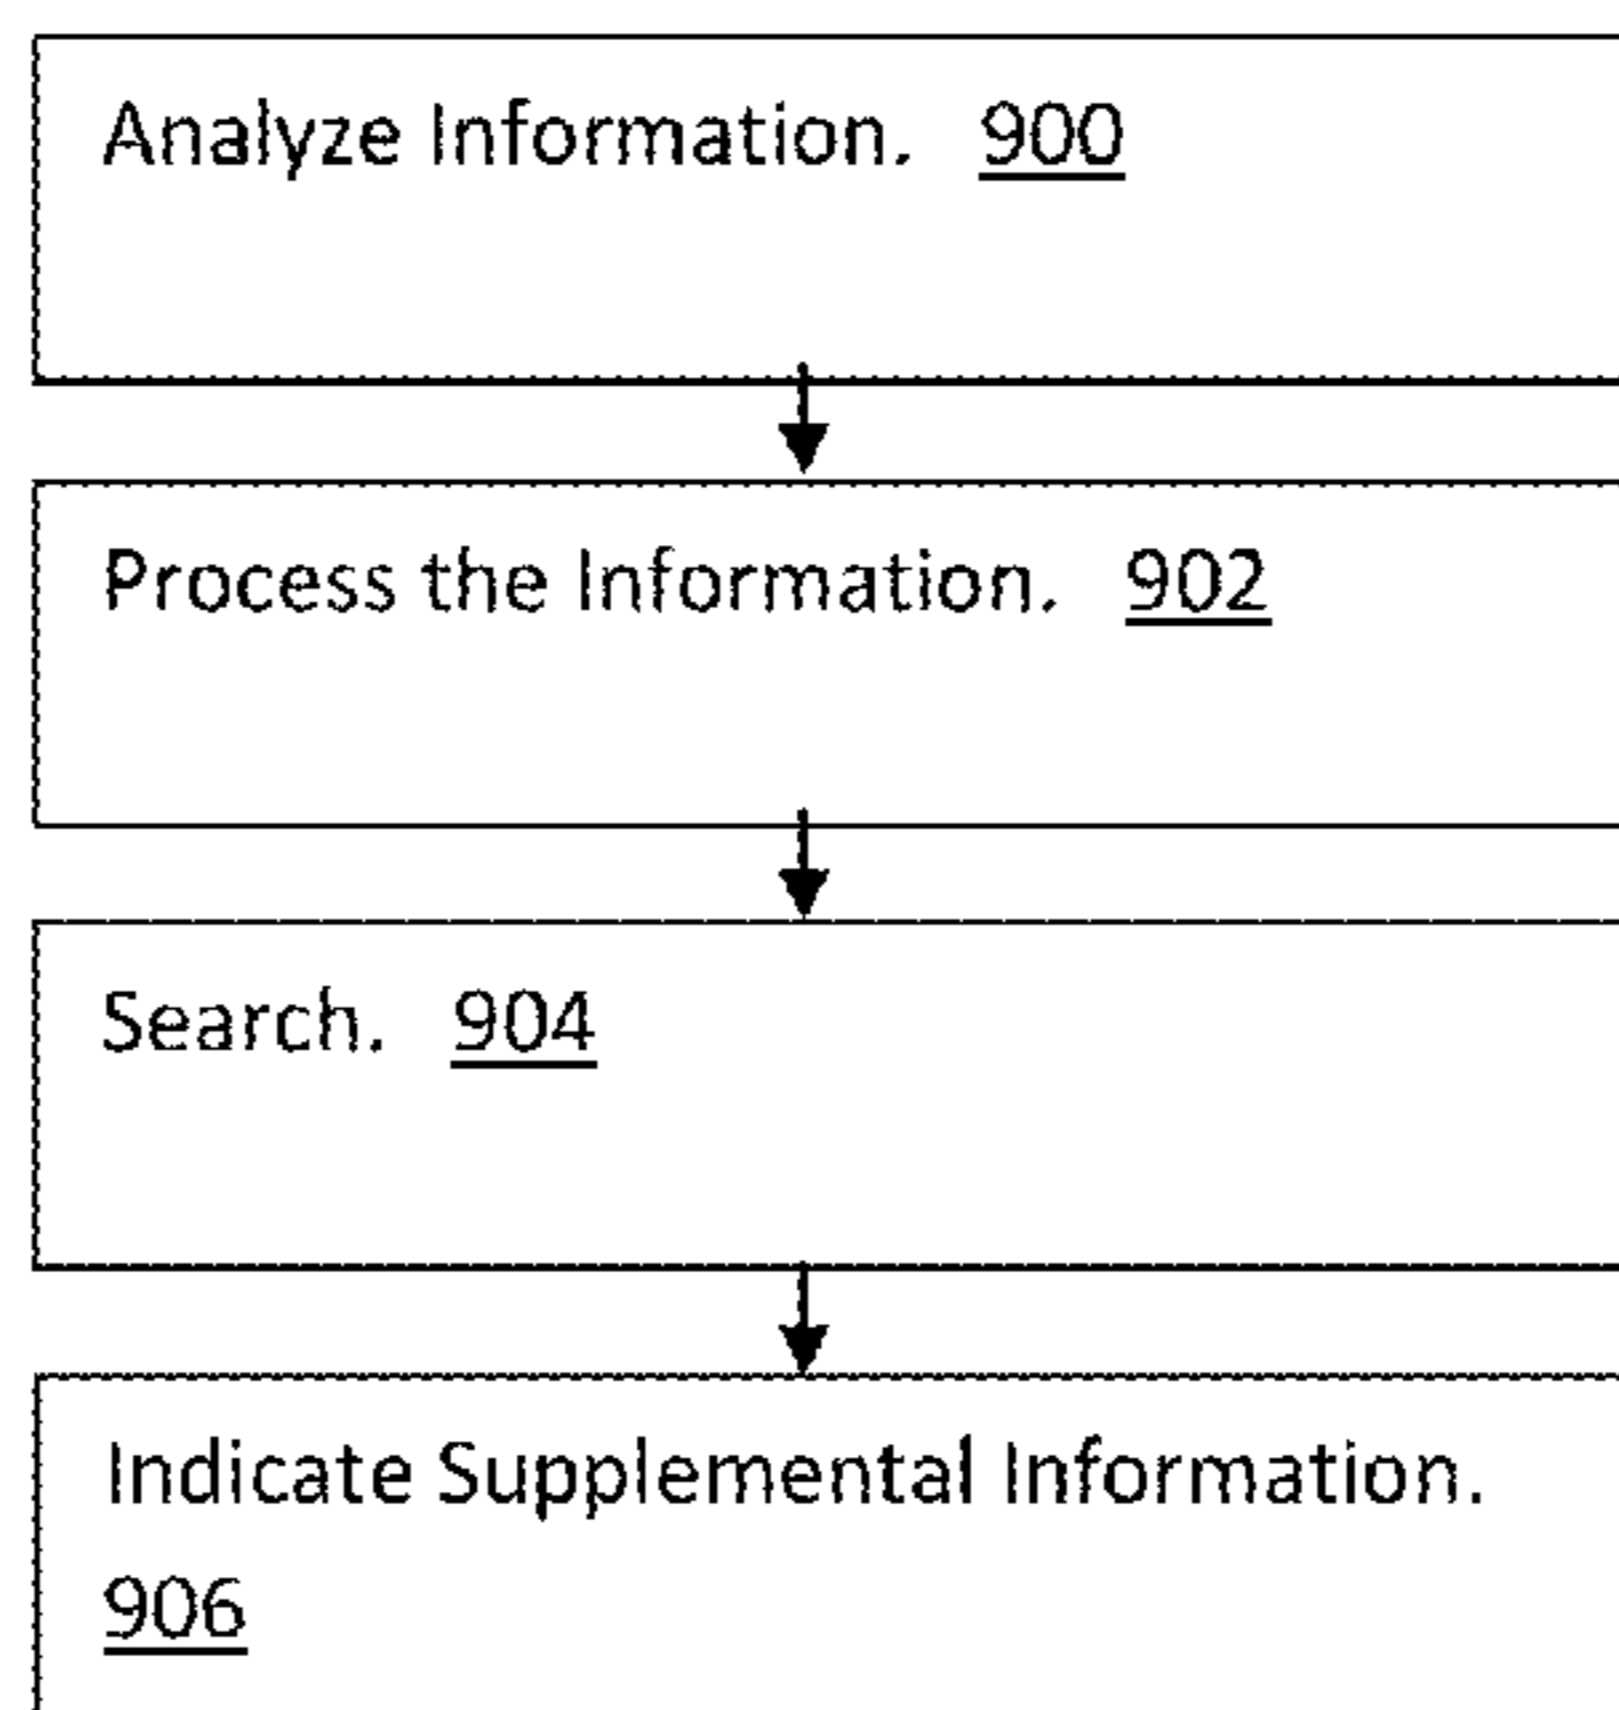 Analyze Information. 900
Process the Information. 902
Search. 904
Indicate Supplemental Information.
906